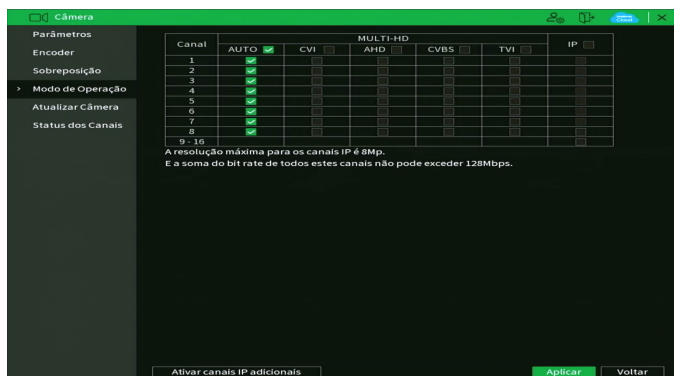 Câmera
Cloud
Parâmetros
Encoder
Sobreposição
> Modo de Operação
Atualizar Câmera
Status dos Canais
MULTI-HD
Canal AUTO CVI AHD CVBS TVI IP
1
2
3
4
5
6
7
8
9 - 16
A resolução máxima para os canais IP é 8Mp.
E a soma do bit rate de todos estes canais não pode exceder 128Mbps.
Ativar canais IP adicionais Aplicar Voltar